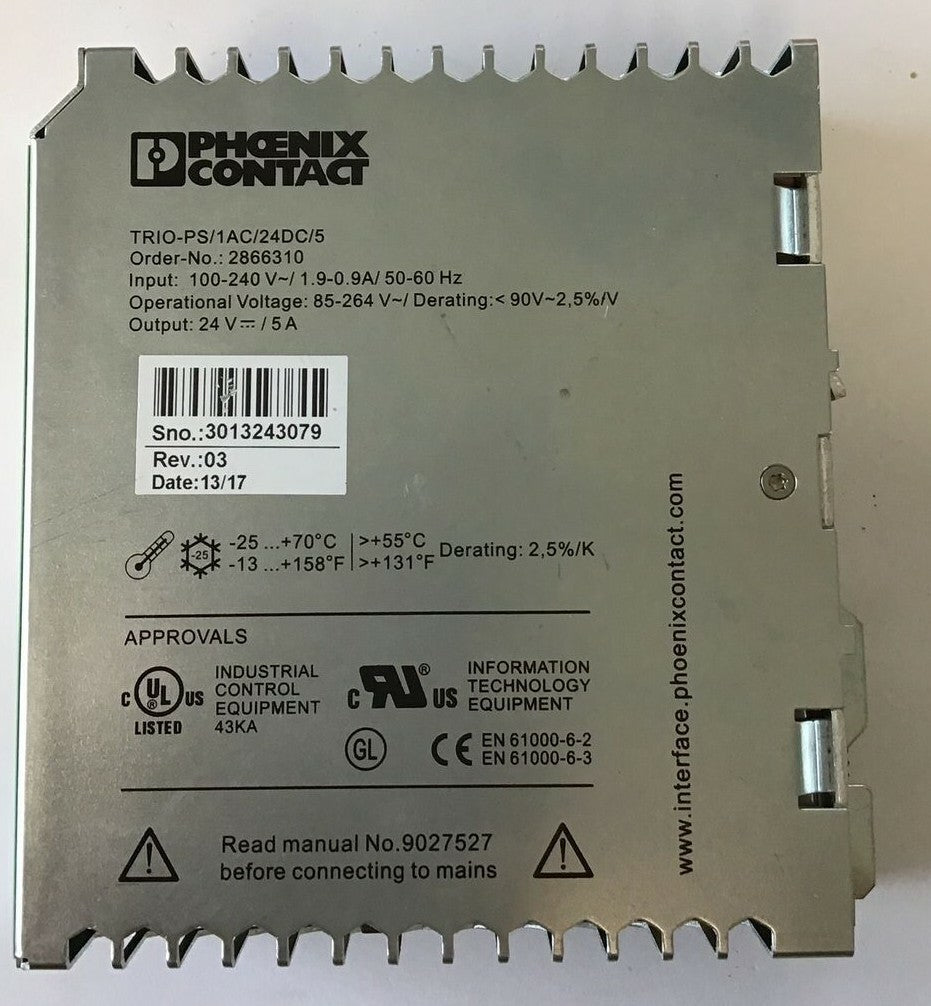 PHŒNIX
CONTACT
TRIO-PS/1AC/24DC/5
Order-No.: 2866310
Input: 100-240 V~/ 1.9-0.9A/ 50-60 Hz
Operational Voltage: 85-264 V~/ Derating:< 90V~2,5%/V
Output: 24 V⎓ / 5 A
Sno.:3013243079
Rev.:03
Date:13/17
-25
-25 ...+70°C | >+55°C
-13 ...+158°F | >+131°F
Derating: 2,5%/K
APPROVALS
c UL ® us
LISTED
INDUSTRIAL
CONTROL
EQUIPMENT
43KA
c RU ® us
INFORMATION
TECHNOLOGY
EQUIPMENT
GL
CE
EN 61000-6-2
EN 61000-6-3
Read manual No.9027527
before connecting to mains
www.interface.phoenixcontact.com